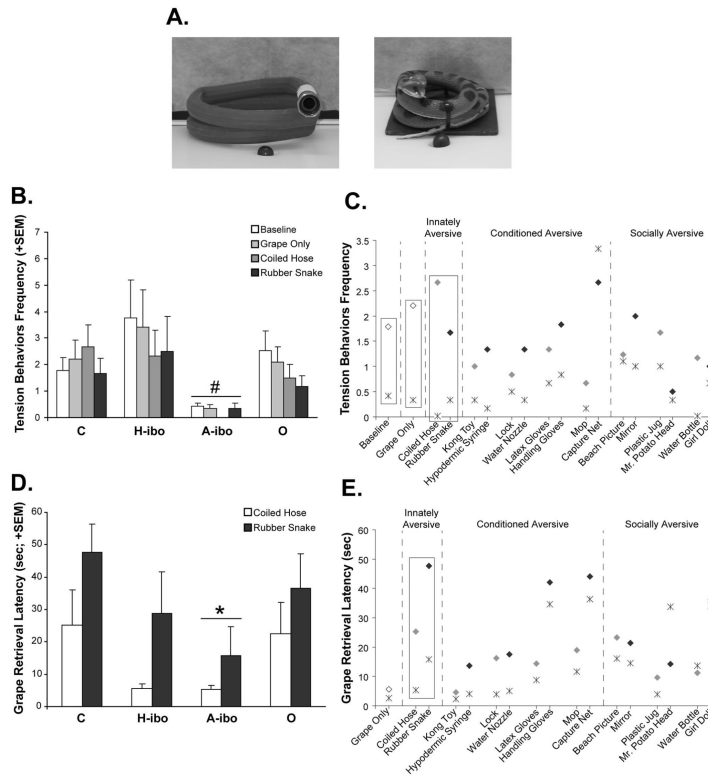 A.
B.
Tension Behaviors Frequency (+SEM)
7
6
5
4
3
2
1
0
Baseline
Grape Only
Coiled Hose
Rubber Snake
#
C
H-ibo
A-ibo
O
C.
Innately
Aversive
Conditioned Aversive
Socially Aversive
Tension Behaviors Frequency
3.5
3
2.5
2
1.5
1
0.5
0
Baseline
Grape Only
Coiled Hose
Rubber Snake
Kong Toy
Hypodermic Syringe
Lock
Water Nozzle
Latex Gloves
Handling Gloves
Mop
Capture Net
Beach Picture
Mirror
Plastic Jug
Mr. Potato Head
Water Bottle
Girl Doll
D.
Grape Retrieval Latency (sec; +SEM)
60
50
40
30
20
10
0
Coiled Hose
Rubber Snake
*
C
H-ibo
A-ibo
O
E.
Innately
Aversive
Conditioned Aversive
Socially Aversive
Grape Retrieval Latency (sec)
60
50
40
30
20
10
0
Grape Only
Coiled Hose
Rubber Snake
Kong Toy
Hypodermic Syringe
Lock
Water Nozzle
Latex Gloves
Handling Gloves
Mop
Capture Net
Beach Picture
Mirror
Plastic Jug
Mr. Potato Head
Water Bottle
Girl Doll